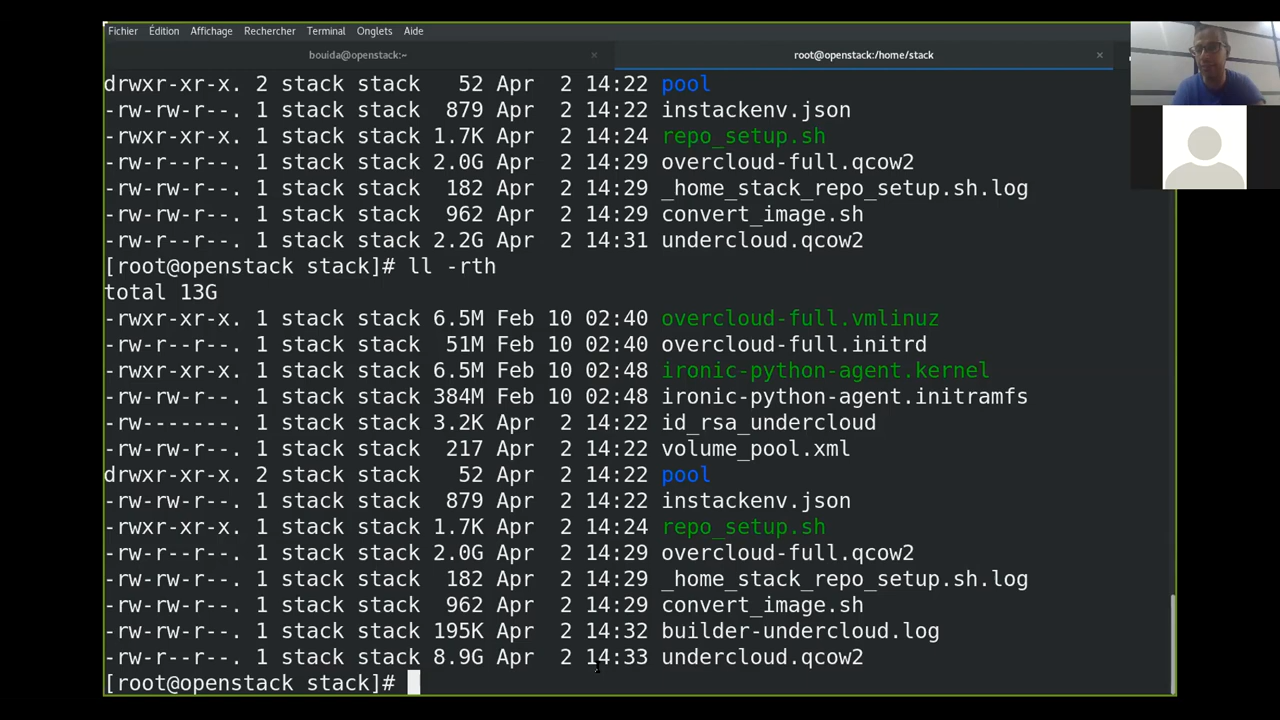 Fichier Édition Affichage Rechercher Terminal Onglets Aide
bouida@openstack:~ × root@openstack:/home/stack ×
drwxr-xr-x. 2 stack stack 52 Apr 2 14:22 pool
-rw-rw-r--. 1 stack stack 879 Apr 2 14:22 instackenv.json
-rwxr-xr-x. 1 stack stack 1.7K Apr 2 14:24 repo_setup.sh
-rw-rw-r--. 1 stack stack 2.0G Apr 2 14:29 overcloud-full.qcow2
-rw-rw-r--. 1 stack stack 182 Apr 2 14:29 _home_stack_repo_setup.sh.log
-rw-rw-r--. 1 stack stack 962 Apr 2 14:29 convert_image.sh
-rw-r--r--. 1 stack stack 2.2G Apr 2 14:31 undercloud.qcow2
[root@openstack stack]# ll -rth
total 13G
-rwxr-xr-x. 1 stack stack 6.5M Feb 10 02:40 overcloud-full.vmlinuz
-rw-r--r--. 1 stack stack 51M Feb 10 02:40 overcloud-full.initrd
-rwxr-xr-x. 1 stack stack 6.5M Feb 10 02:48 ironic-python-agent.kernel
-rw-r--r--. 1 stack stack 384M Feb 10 02:48 ironic-python-agent.initramfs
-rw-------. 1 stack stack 3.2K Apr 2 14:22 id_rsa_undercloud
-rw-rw-r--. 1 stack stack 217 Apr 2 14:22 volume_pool.xml
drwxr-xr-x. 2 stack stack 52 Apr 2 14:22 pool
-rw-rw-r--. 1 stack stack 879 Apr 2 14:22 instackenv.json
-rwxr-xr-x. 1 stack stack 1.7K Apr 2 14:24 repo_setup.sh
-rw-r--r--. 1 stack stack 2.0G Apr 2 14:29 overcloud-full.qcow2
-rw-rw-r--. 1 stack stack 182 Apr 2 14:29 _home_stack_repo_setup.sh.log
-rw-rw-r--. 1 stack stack 962 Apr 2 14:29 convert_image.sh
-rw-rw-r--. 1 stack stack 195K Apr 2 14:32 builder-undercloud.log
-rw-r--r--. 1 stack stack 8.9G Apr 2 14:33 undercloud.qcow2
[root@openstack stack]#